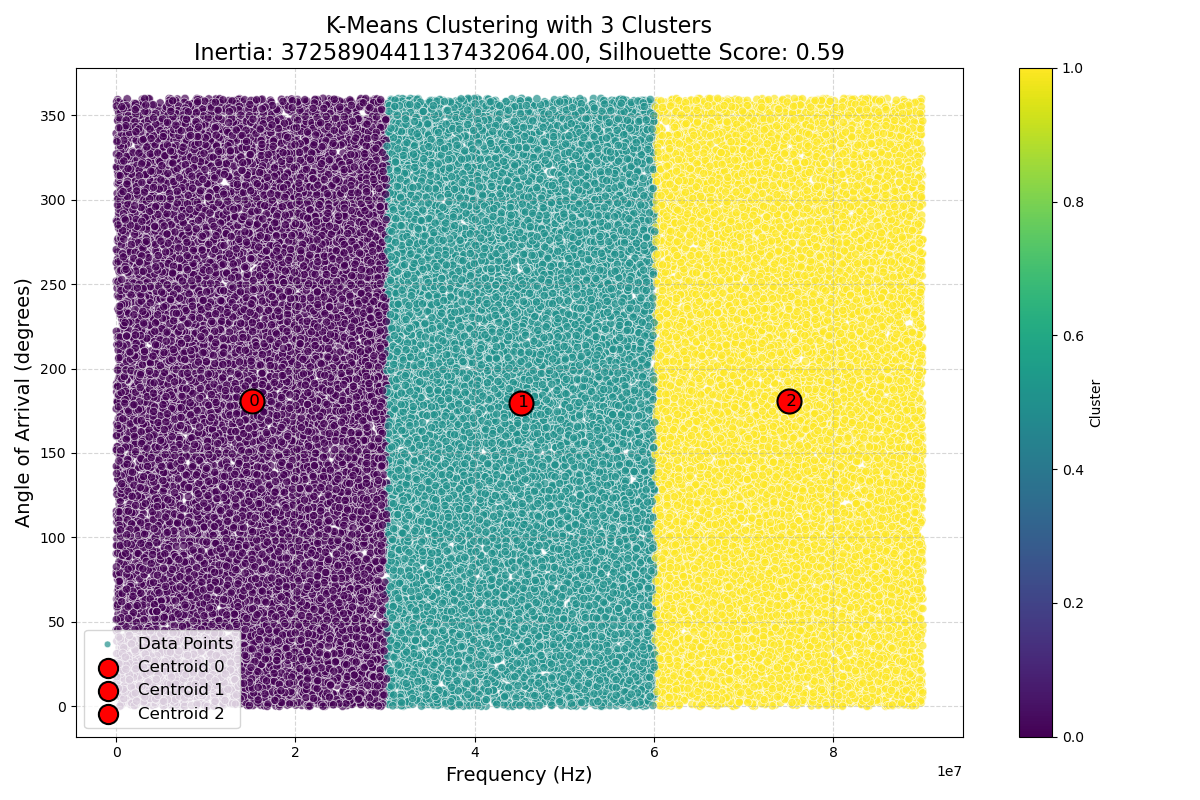 K-Means Clustering with 3 Clusters
Inertia: 3725890441137432064.00, Silhouette Score: 0.59
Angle of Arrival (degrees)
350
300
250
200
150
100
50
0
0
1
2
Data Points
Centroid 0
Centroid 1
Centroid 2
0
2
4
6
8
1e7
Frequency (Hz)
1.0
0.8
0.6
0.4
0.2
0.0
Cluster